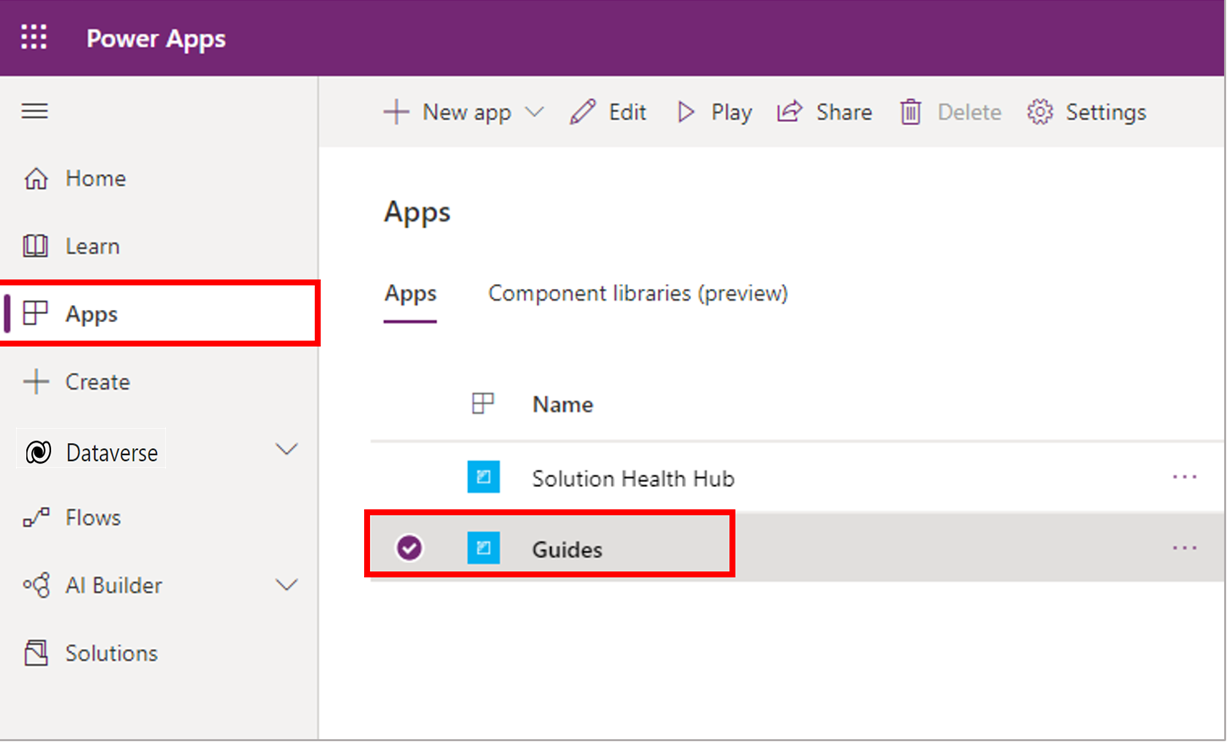 Power Apps
New app Edit Play Share Delete Settings
Home
Learn
Apps
Create
Dataverse
Flows
AI Builder
Solutions
Apps
Apps Component libraries (preview)
Name
Solution Health Hub ...
Guides ...